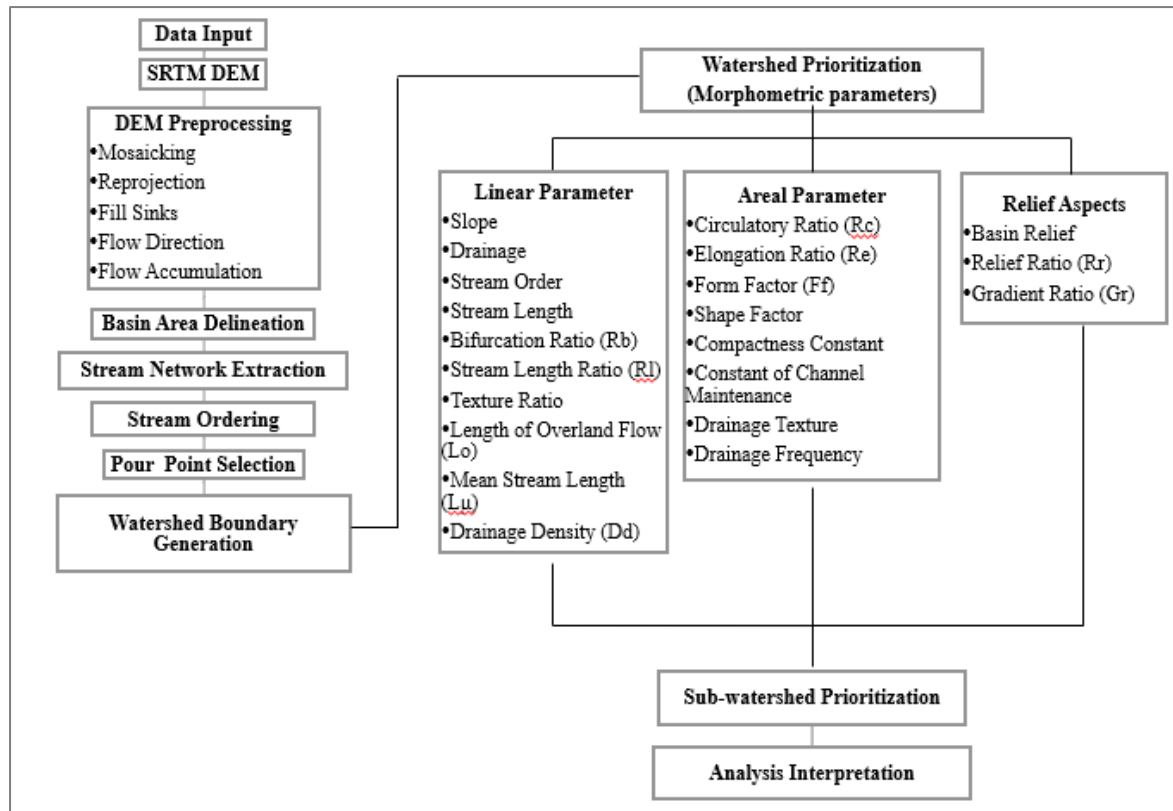 Data Input
SRTM DEM
DEM Preprocessing
•Mosaicking
•Reprojection
•Fill Sinks
•Flow Direction
•Flow Accumulation
Basin Area Delineation
Stream Network Extraction
Stream Ordering
Pour Point Selection
Watershed Boundary
Generation
Watershed Prioritization
(Morphometric parameters)
Linear Parameter
•Slope
•Drainage
•Stream Order
•Stream Length
•Bifurcation Ratio (Rb)
•Stream Length Ratio (Rl)
•Texture Ratio
•Length of Overland Flow
(Lo)
•Mean Stream Length
(Lμ)
•Drainage Density (Dd)
Areal Parameter
•Circulatory Ratio (Rc)
•Elongation Ratio (Re)
•Form Factor (Ff)
•Shape Factor
•Compactness Constant
•Constant of Channel
Maintenance
•Drainage Texture
•Drainage Frequency
Relief Aspects
•Basin Relief
•Relief Ratio (Rr)
•Gradient Ratio (Gr)
Sub-watershed Prioritization
Analysis Interpretation